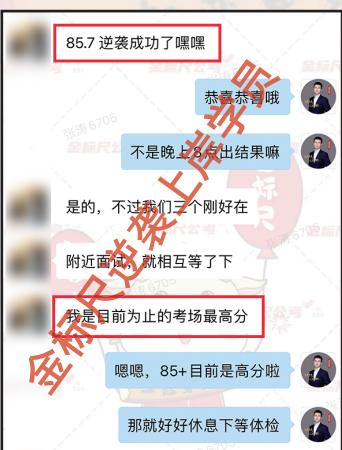 85.7 逆袭成功了嘿嘿
恭喜恭喜哦
张涛6705
不是晚上8点出结果嘛
是的，不过我们三个刚好在
附近面试，就相互等了下
我是目前为止的考场最高分
嗯嗯，85+目前是高分啦
那就好好休息下等体检
金标尺逆袭上岸学员